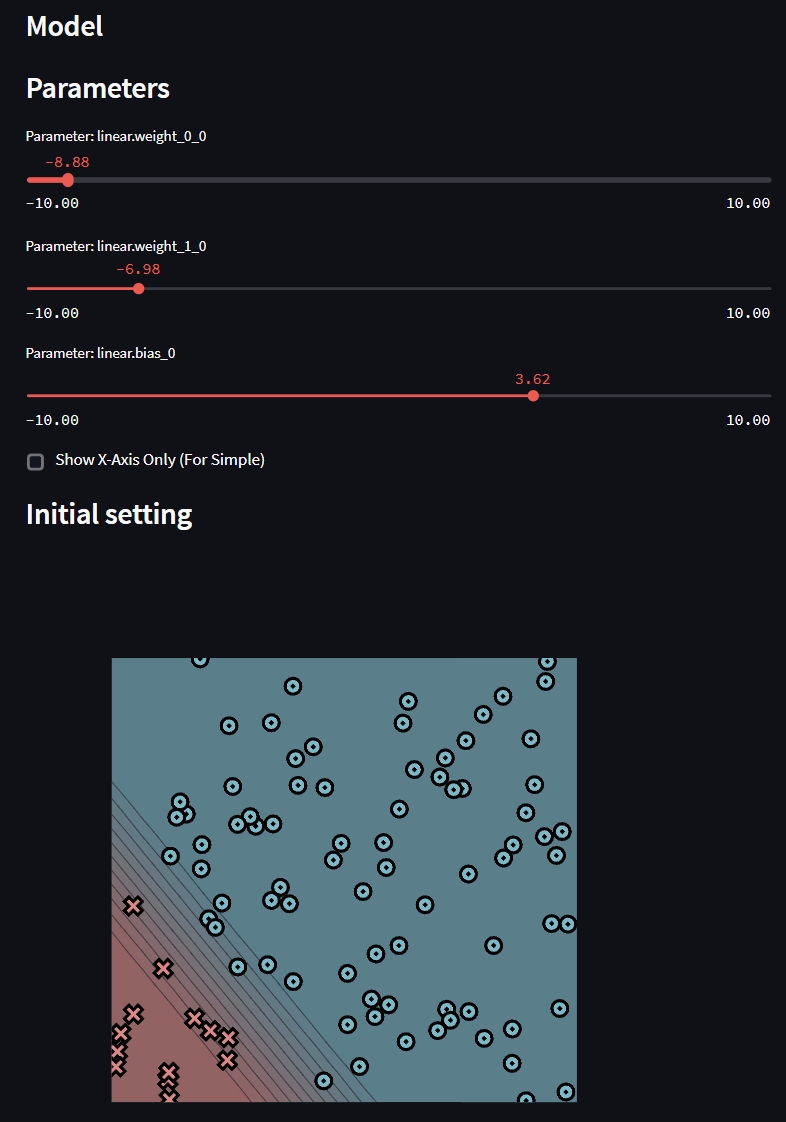 Model
Parameters
Parameter: linear.weight_0_0
-8.88
-10.00 10.00
Parameter: linear.weight_1_0
-6.98
-10.00 10.00
Parameter: linear.bias_0
3.62
-10.00 10.00
Show X-Axis Only (For Simple)
Initial setting